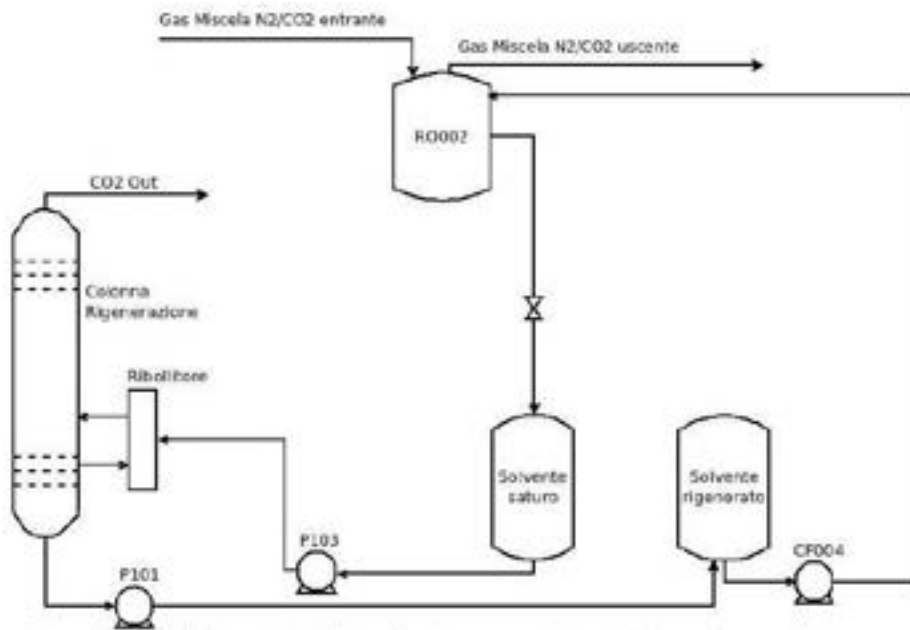 Gas Miscela N2/CO2 entrante
Gas Miscela N2/CO2 uscente
RO002
CO2 Out
Colonna
Rigenerazione
Ribollitore
Solvente
saturo
Solvente
rigenerato
P103
CF004
P101